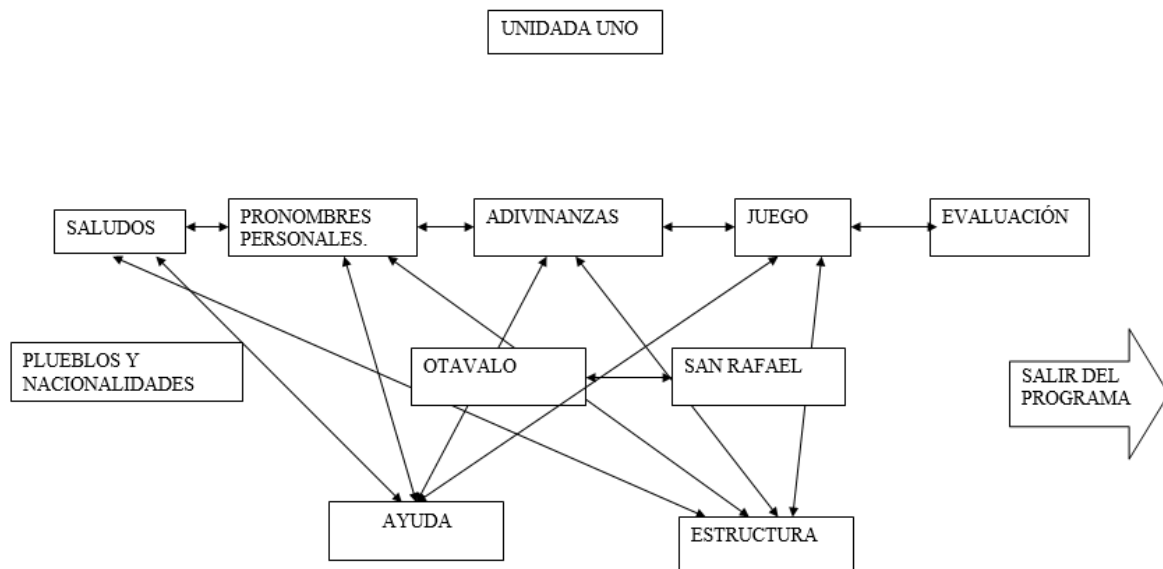 UNIDADA UNO
SALUDOS
PRONOMBRES
PERSONALES.
ADIVINANZAS
JUEGO
EVALUACIÓN
PLUEBLOS Y
NACIONALIDADES
OTAVALO
SAN RAFAEL
SALIR DEL
PROGRAMA
AYUDA
ESTRUCTURA